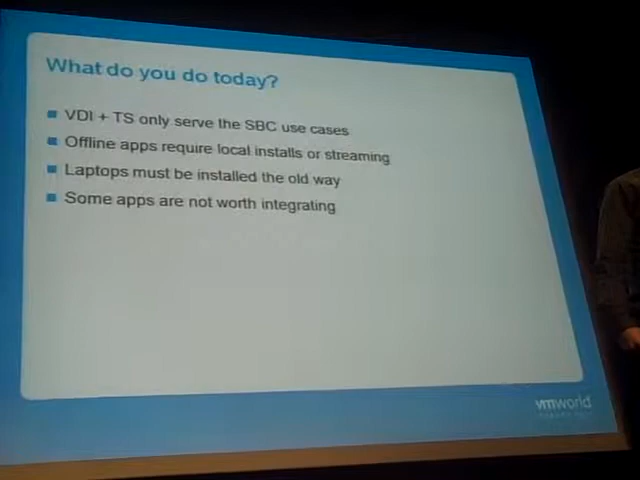 What do you do today?
VDI + TS only serve the SBC use cases
Offline apps require local installs or streaming
Laptops must be installed the old way
Some apps are not worth integrating
vmworld